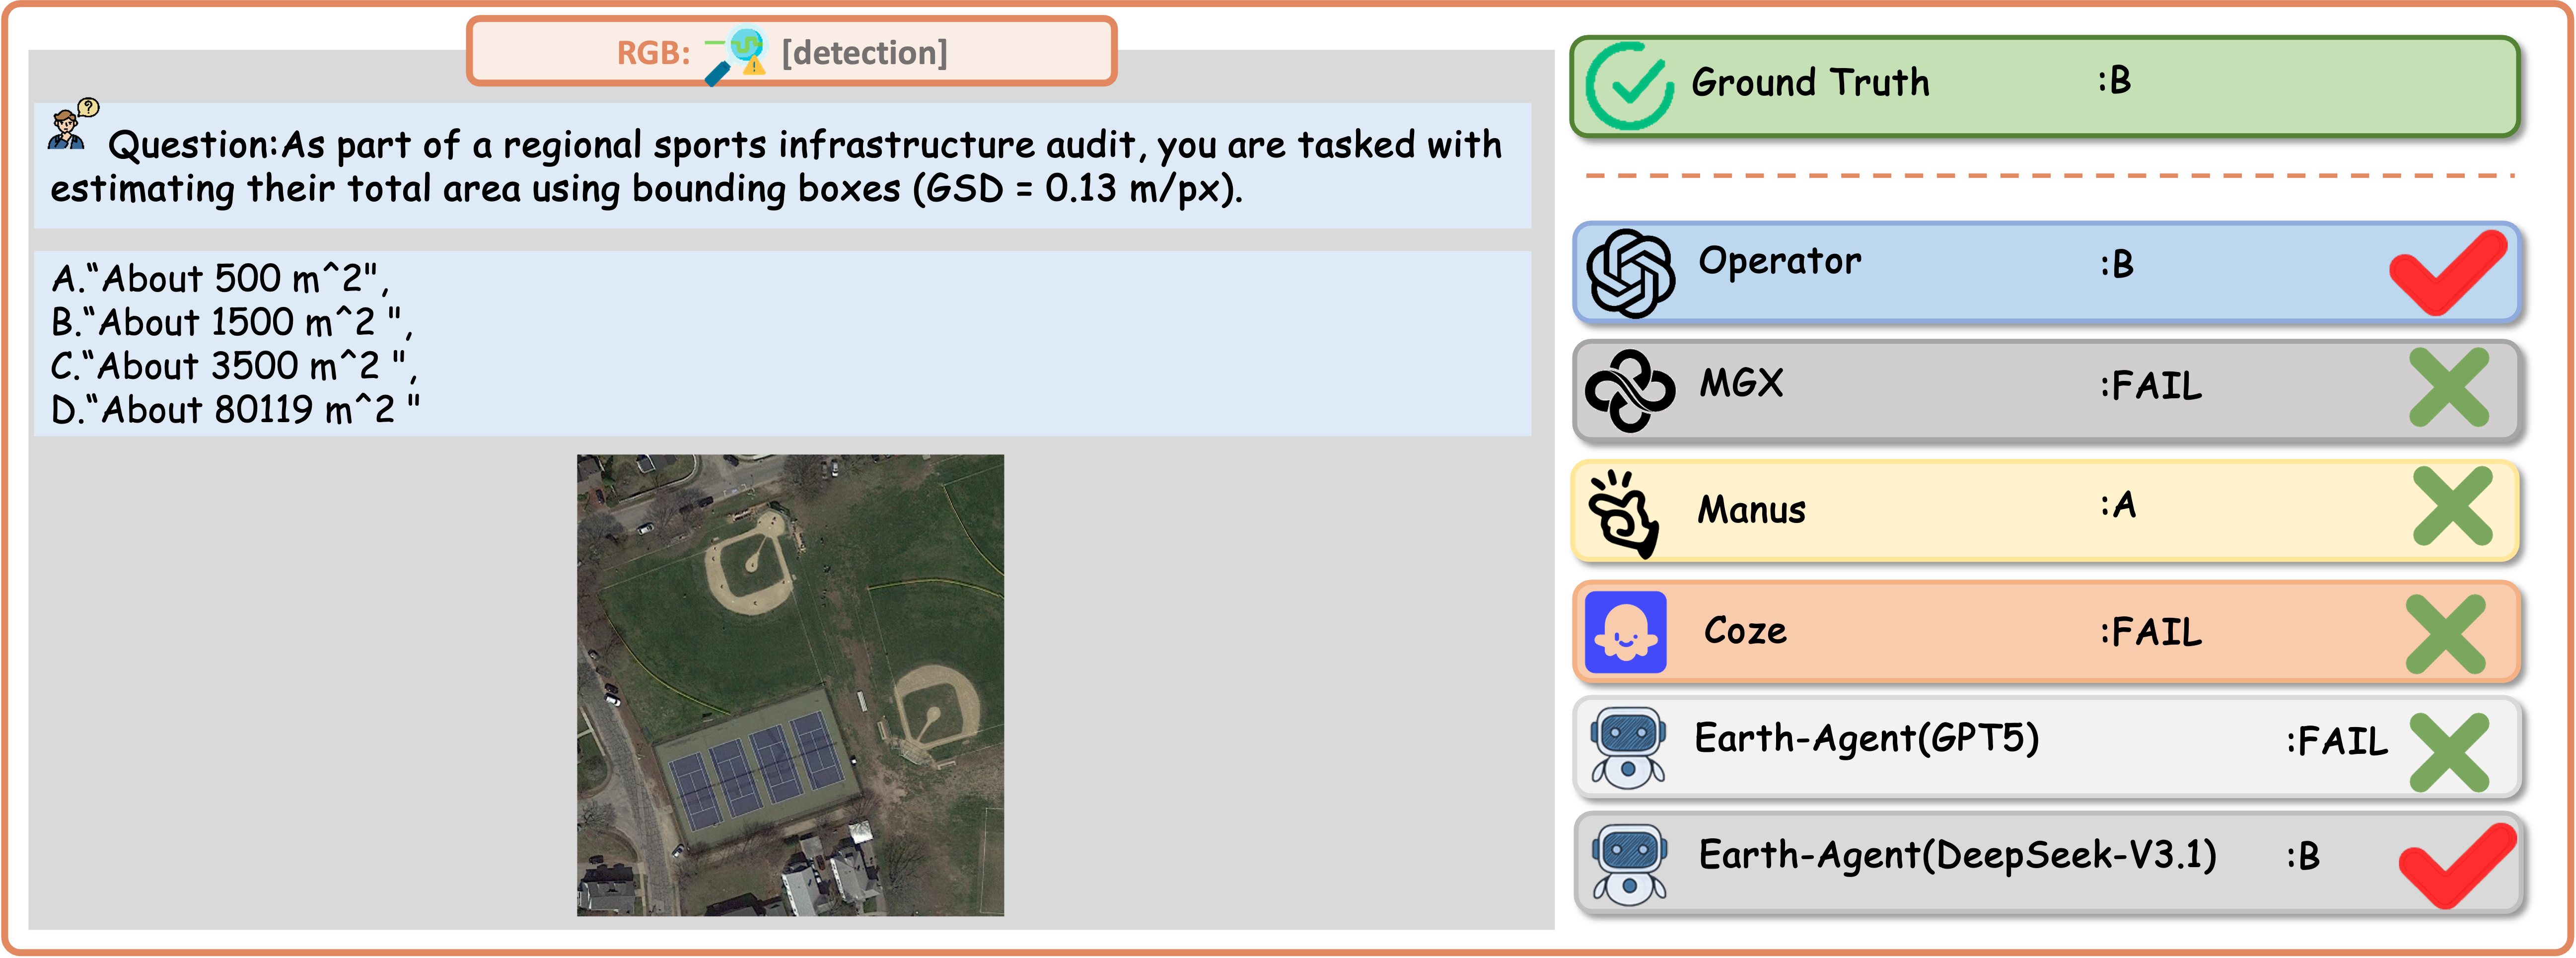 RGB: [detection]
Question:As part of a regional sports infrastructure audit, you are tasked with
estimating their total area using bounding boxes (GSD = 0.13 m/px).
A.“About 500 m^2",
B.“About 1500 m^2 ",
C.“About 3500 m^2 ",
D.“About 80119 m^2 "
Ground Truth :B
Operator :B
MGX :FAIL
Manus :A
Coze :FAIL
Earth-Agent(GPT5) :FAIL
Earth-Agent(DeepSeek-V3.1) :B